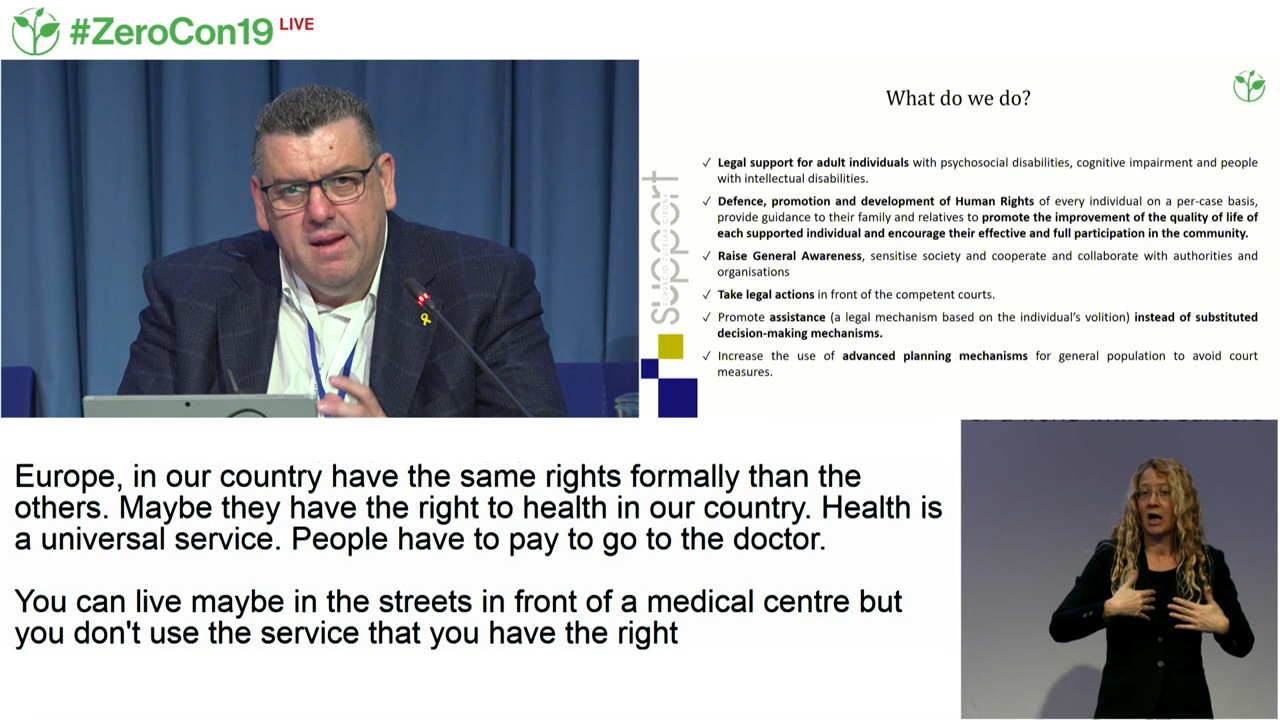 #ZeroCon19 LIVE
What do we do?
✓ Legal support for adult individuals with psychosocial disabilities, cognitive impairment and people
with intellectual disabilities.
✓ Defence, promotion and development of Human Rights of every individual on a per-case basis,
provide guidance to their family and relatives to promote the improvement of the quality of life of
each supported individual and encourage their effective and full participation in the community.
✓ Raise General Awareness, sensitise society and cooperate and collaborate with authorities and
organisations
✓ Take legal actions in front of the competent courts.
✓ Promote assistance (a legal mechanism based on the individual's volition) instead of substituted
decision-making mechanisms.
✓ Increase the use of advanced planning mechanisms for general population to avoid court
measures.
support
FUNDACIÓ TUTELAR GIRONA
Europe, in our country have the same rights formally than the
others. Maybe they have the right to health in our country. Health is
a universal service. People have to pay to go to the doctor.
You can live maybe in the streets in front of a medical centre but
you don't use the service that you have the right